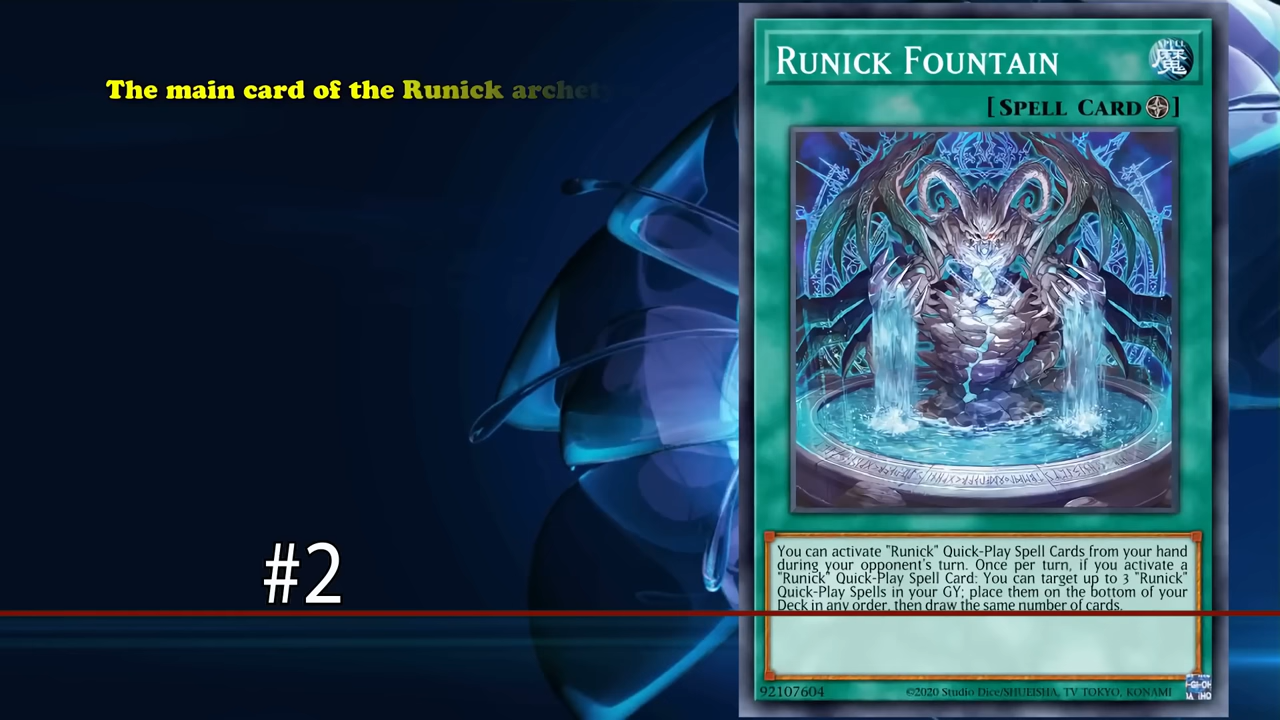 The main card of the Runick
RUNICK FOUNTAIN
魔
[SPELL CARD]
You can activate "Runick" Quick-Play Spell Cards from your hand
during your opponent's turn. Once per turn, if you activate a
"Runick" Quick-Play Spell Card: You can target up to 3 "Runick"
Quick-Play Spells in your GY; place them on the bottom of your
Deck in any order, then draw the same number of cards.
#2
92107604
©2020 Studio Dice/SHUEISHA, TV TOKYO, KONAMI